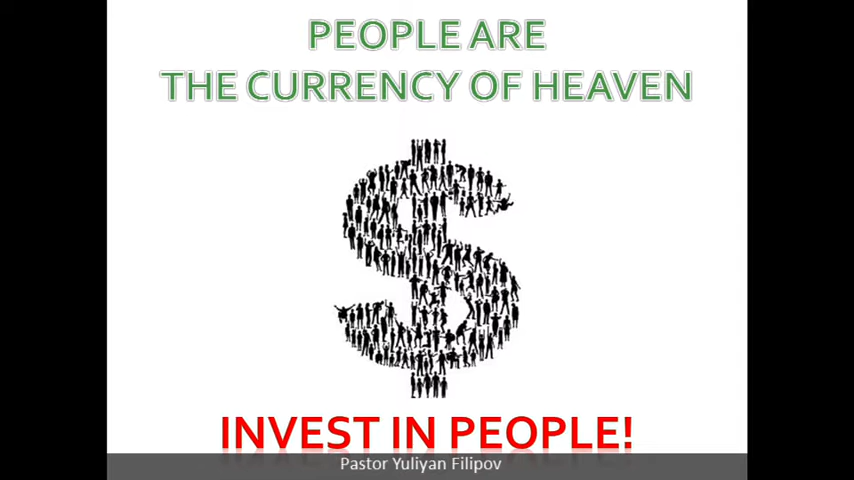 PEOPLE ARE
THE CURRENCY OF HEAVEN
INVEST IN PEOPLE!
Pastor Yuliyan Filipov